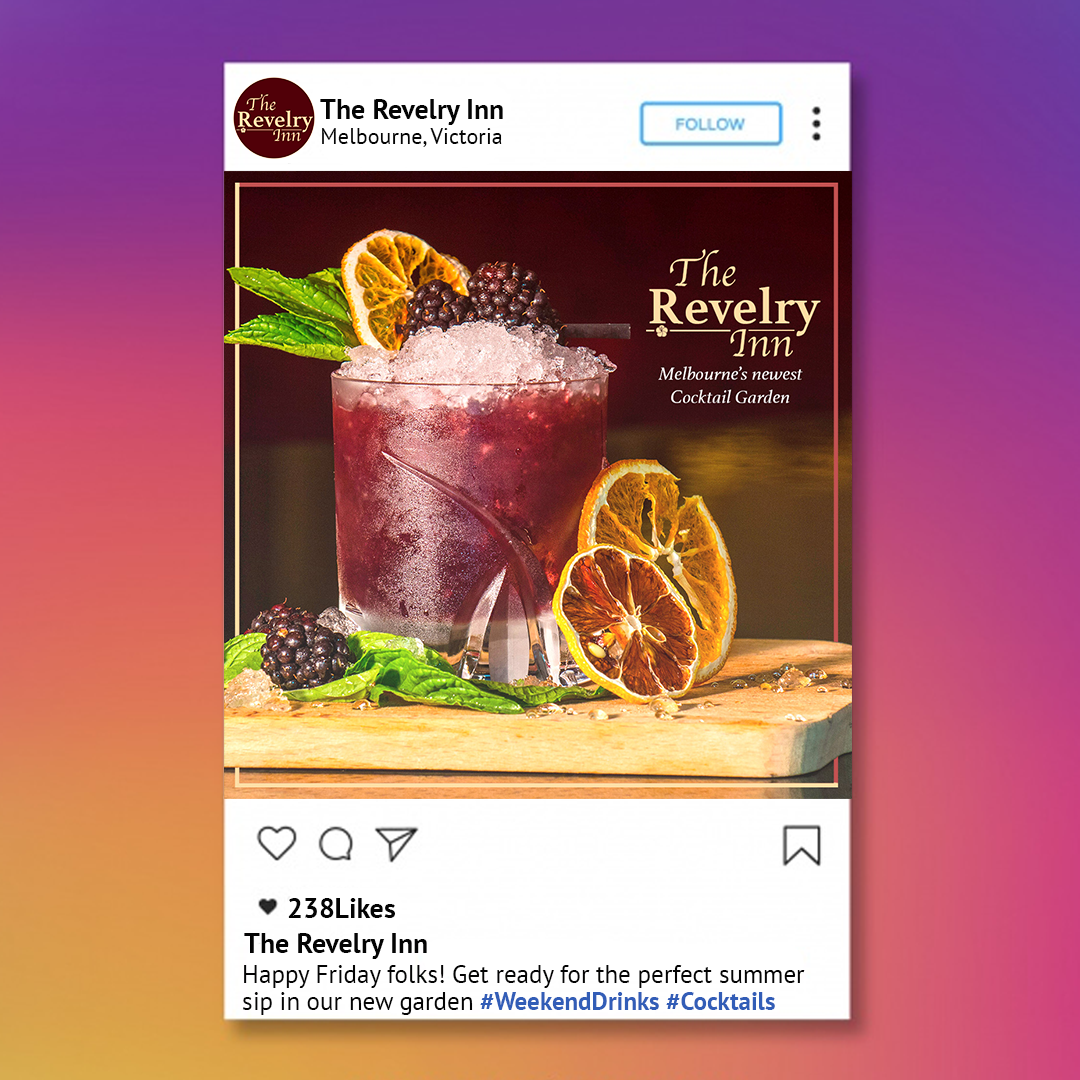 The
Revelry
Inn
The Revelry Inn
Melbourne, Victoria
FOLLOW
The
Revelry
Inn
Melbourne's newest
Cocktail Garden
238Likes
The Revelry Inn
Happy Friday folks! Get ready for the perfect summer
sip in our new garden #WeekendDrinks #Cocktails